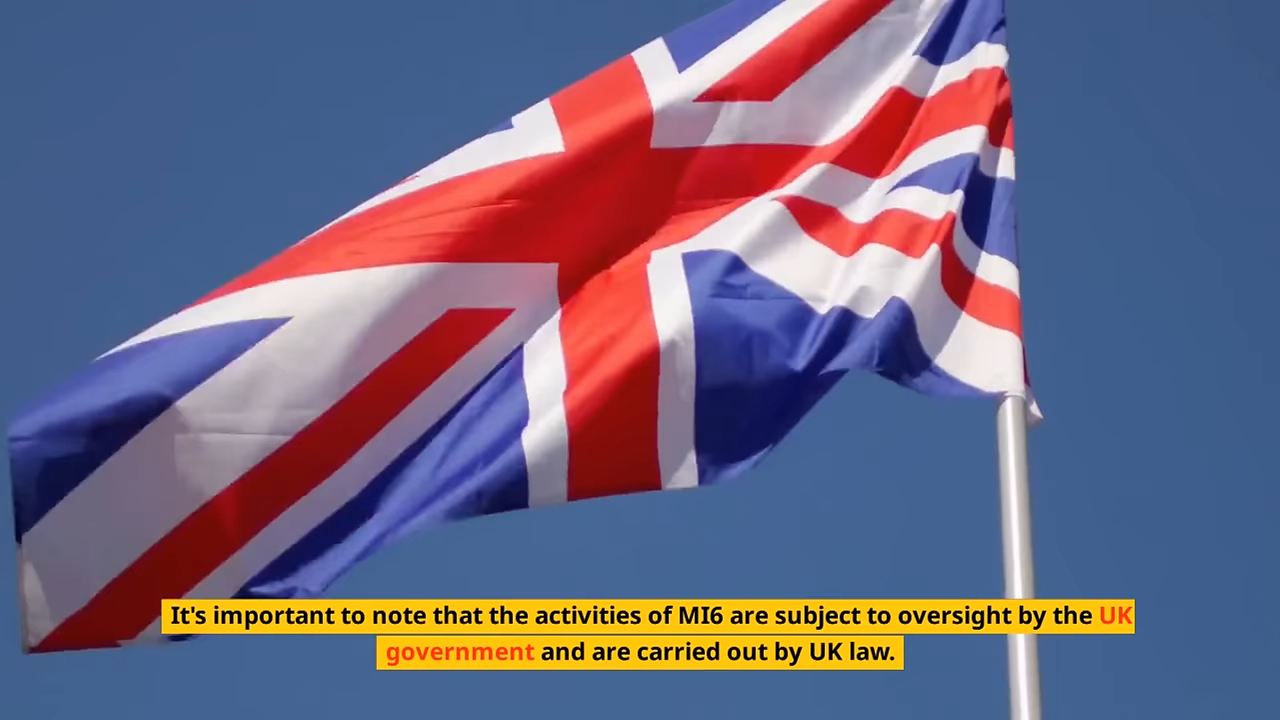 It's important to note that the activities of MI6 are subject to oversight by the UK
government and are carried out by UK law.